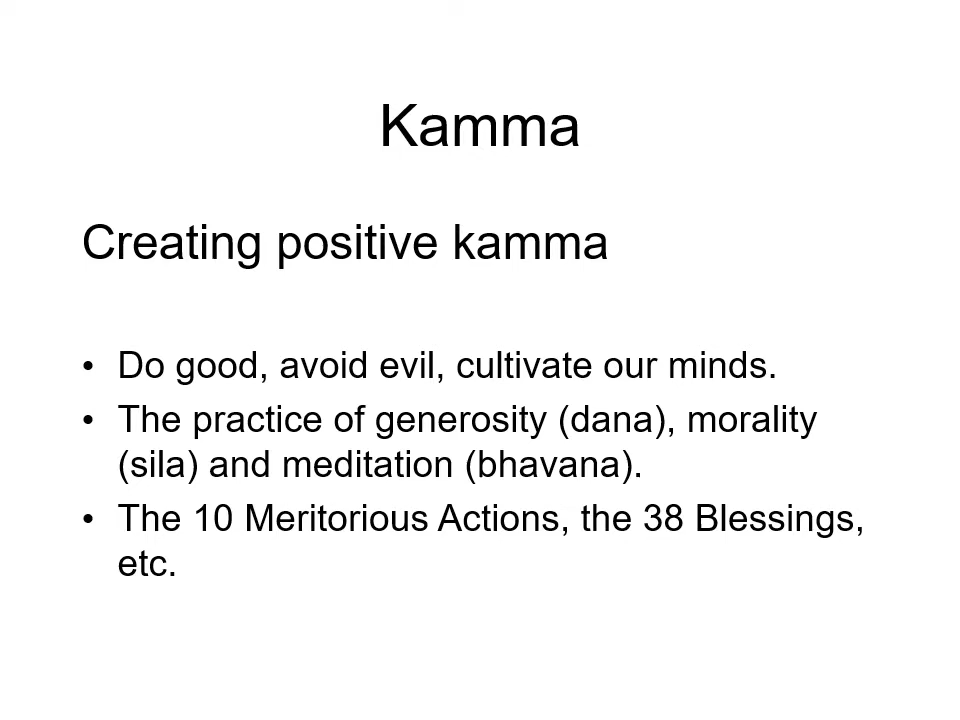 Kamma
Creating positive kamma
• Do good, avoid evil, cultivate our minds.
• The practice of generosity (dana), morality
(sila) and meditation (bhavana).
• The 10 Meritorious Actions, the 38 Blessings,
etc.